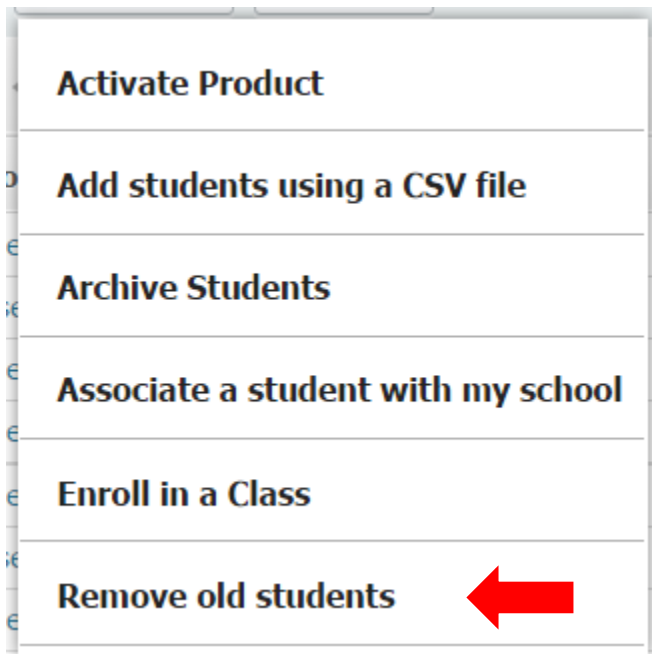 Activate Product
Add students using a CSV file
Archive Students
Associate a student with my school
Enroll in a Class
Remove old students